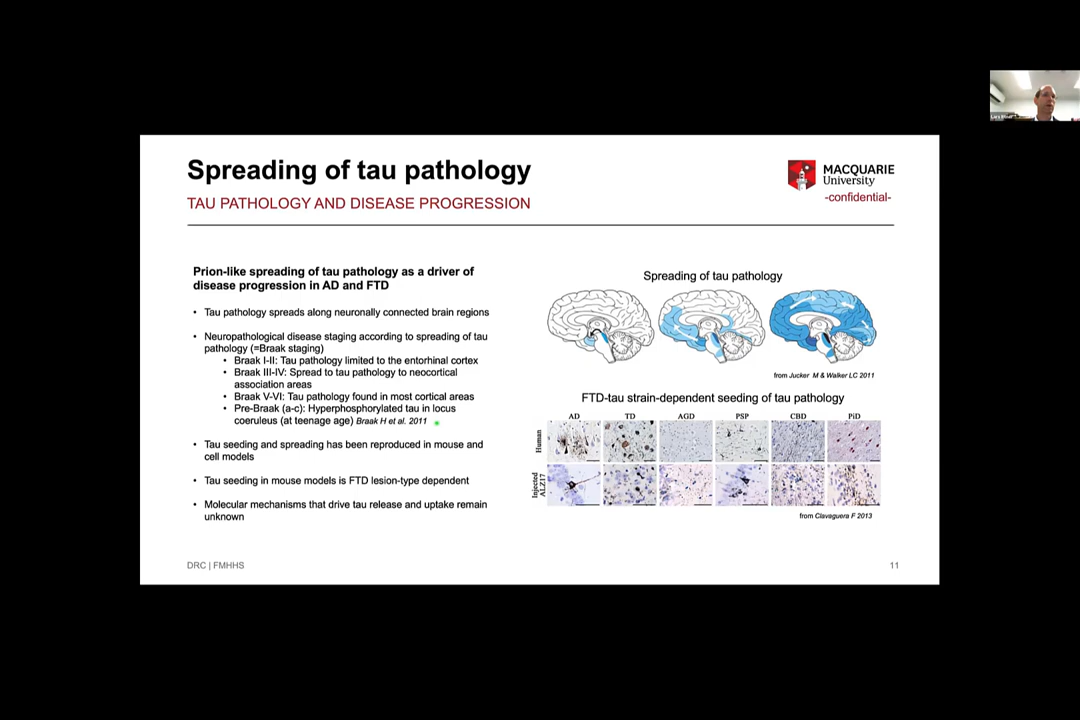 Spreading of tau pathology
TAU PATHOLOGY AND DISEASE PROGRESSION
MACQUARIE
University
-confidential-
Prion-like spreading of tau pathology as a driver of
disease progression in AD and FTD
• Tau pathology spreads along neuronally connected brain regions
• Neuropathological disease staging according to spreading of tau
pathology (=Braak staging)
• Braak I-II: Tau pathology limited to the entorhinal cortex
• Braak III-IV: Spread to tau pathology to neocortical
association areas
• Braak V-VI: Tau pathology found in most cortical areas
• Pre-Braak (a-c): Hyperphosphorylated tau in locus
coeruleus (at teenage age) Braak H et al. 2011
• Tau seeding and spreading has been reproduced in mouse and
cell models
• Tau seeding in mouse models is FTD lesion-type dependent
• Molecular mechanisms that drive tau release and uptake remain
unknown
Spreading of tau pathology
from Jucker M & Walker LC 2011
FTD-tau strain-dependent seeding of tau pathology
AD TD AGD PSP CBD PiD
Human
Injected
ALZ17
from Clavaguera F 2013
DRC | FMHHS
11